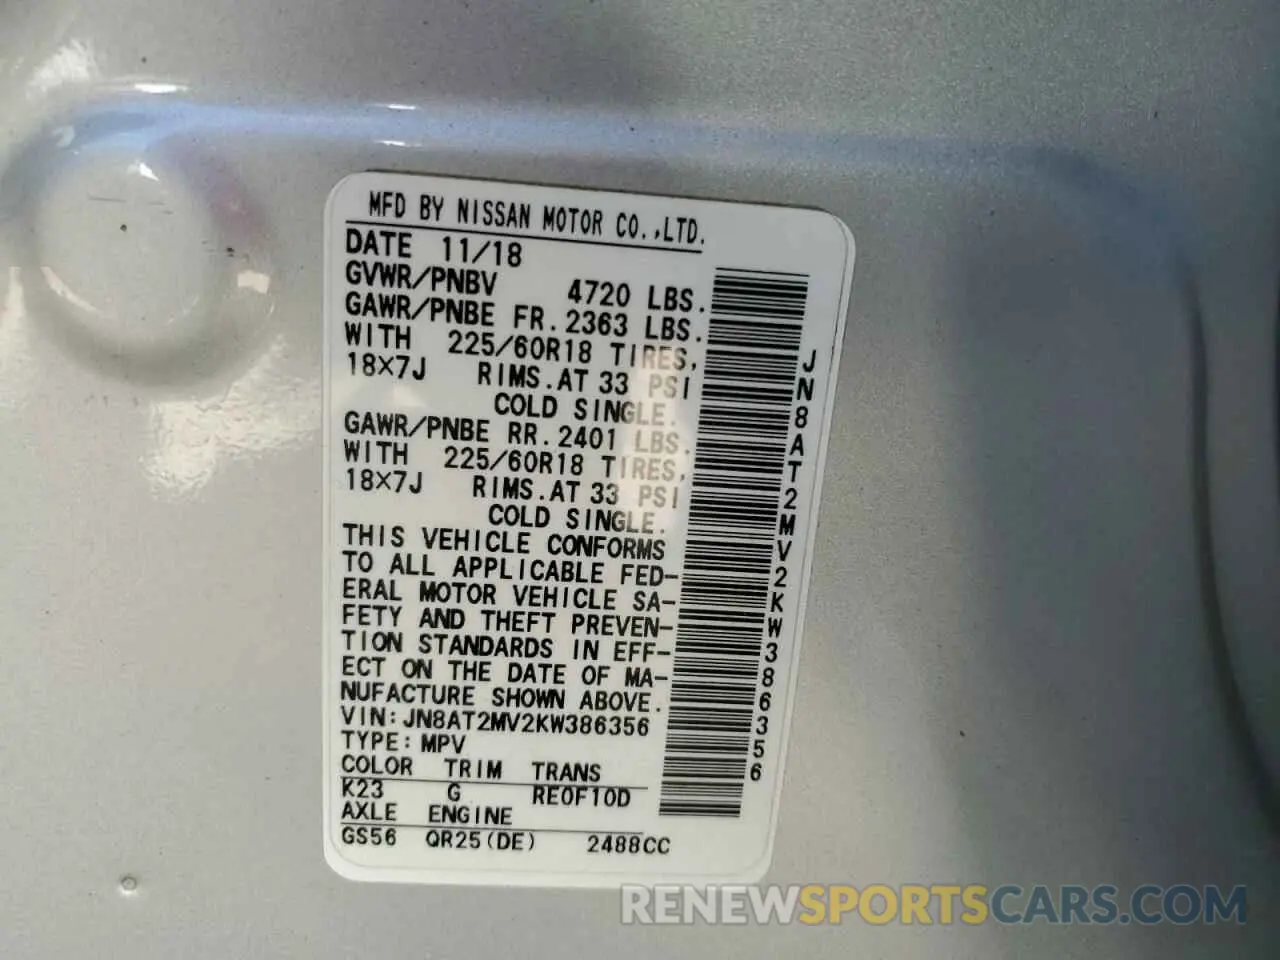 MFD BY NISSAN MOTOR CO.,LTD.
DATE 11/18
GVWR/PNBV 4720 LBS.
GAWR/PNBE FR. 2363 LBS.
WITH 225/60R18 TIRES,
18×7J RIMS.AT 33 PSI
COLD SINGLE.
GAWR/PNBE RR. 2401 LBS.
WITH 225/60R18 TIRES,
18×7J RIMS.AT 33 PSI
COLD SINGLE.
THIS VEHICLE CONFORMS
TO ALL APPLICABLE FED-
ERAL MOTOR VEHICLE SA-
FETY AND THEFT PREVEN-
TION STANDARDS IN EFF-
ECT ON THE DATE OF MA-
NUFACTURE SHOWN ABOVE.
VIN:JN8AT2MV2KW386356
TYPE:MPV
COLOR TRIM TRANS
K23 G RE0F10D
AXLE ENGINE
GS56 QR25(DE) 2488CC
JN8AT2MV2KW386356
RENEWSPORTSCARS.COM